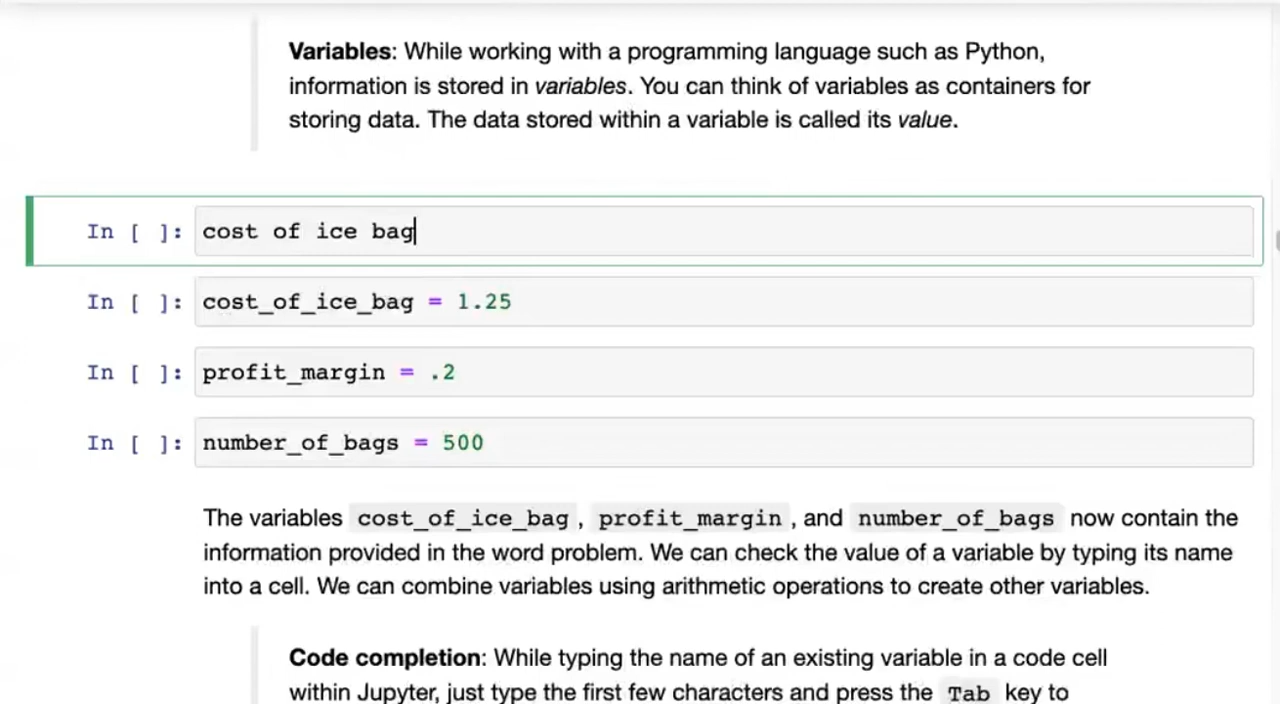 Variables: While working with a programming language such as Python,
information is stored in variables. You can think of variables as containers for
storing data. The data stored within a variable is called its value.
In [ ]: cost of ice bag
In [ ]: cost_of_ice_bag = 1.25
In [ ]: profit_margin = .2
In [ ]: number_of_bags = 500
The variables cost_of_ice_bag , profit_margin , and number_of_bags now contain the
information provided in the word problem. We can check the value of a variable by typing its name
into a cell. We can combine variables using arithmetic operations to create other variables.
Code completion: While typing the name of an existing variable in a code cell
within Jupyter, just type the first few characters and press the Tab key to